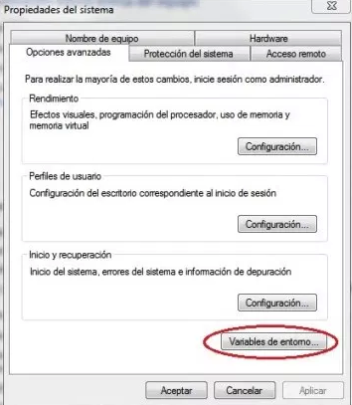 Propiedades del sistema
Nombre de equipo
Hardware
Opciones avanzadas
Protección del sistema
Acceso remoto
Para realizar la mayoría de estos cambios, inicie sesión como administrador.
Rendimiento
Efectos visuales, programación del procesador, uso de memoria y
memoria virtual
Configuración...
Perfiles de usuario
Configuración del escritorio correspondiente al inicio de sesión
Configuración...
Inicio y recuperación
Inicio del sistema, errores del sistema e información de depuración
Configuración...
Variables de entorno...
Aceptar
Cancelar
Aplicar